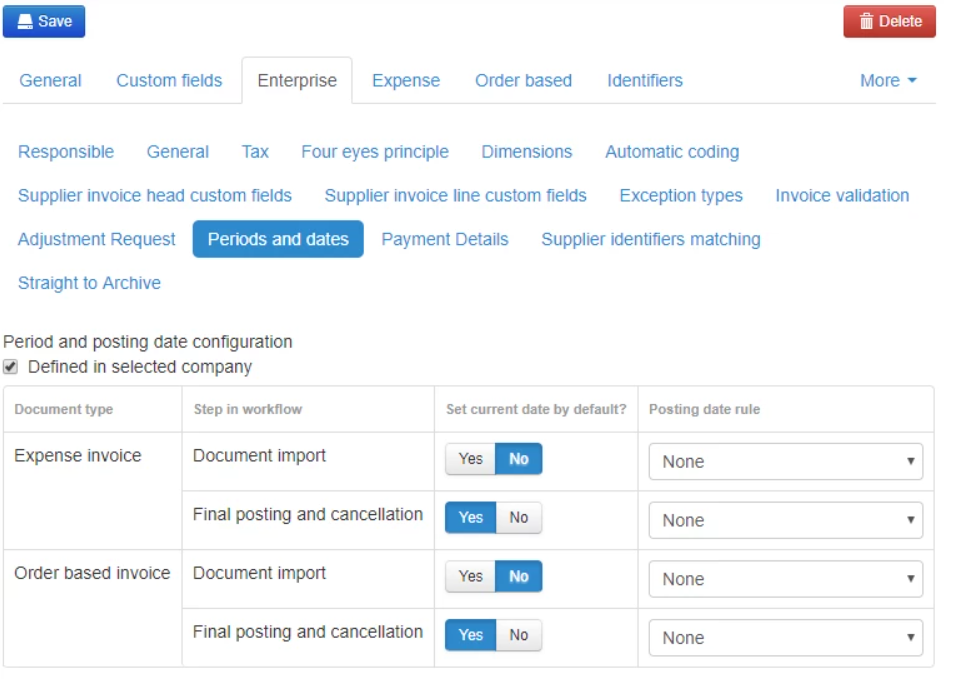 Save Delete
General Custom fields Enterprise Expense Order based Identifiers More
Responsible General Tax Four eyes principle Dimensions Automatic coding
Supplier invoice head custom fields Supplier invoice line custom fields Exception types Invoice validation
Adjustment Request Periods and dates Payment Details Supplier identifiers matching
Straight to Archive
Period and posting date configuration
Defined in selected company
Document type Step in workflow Set current date by default? Posting date rule
Expense invoice Document import Yes No None
Final posting and cancellation Yes No None
Order based invoice Document import Yes No None
Final posting and cancellation Yes No None